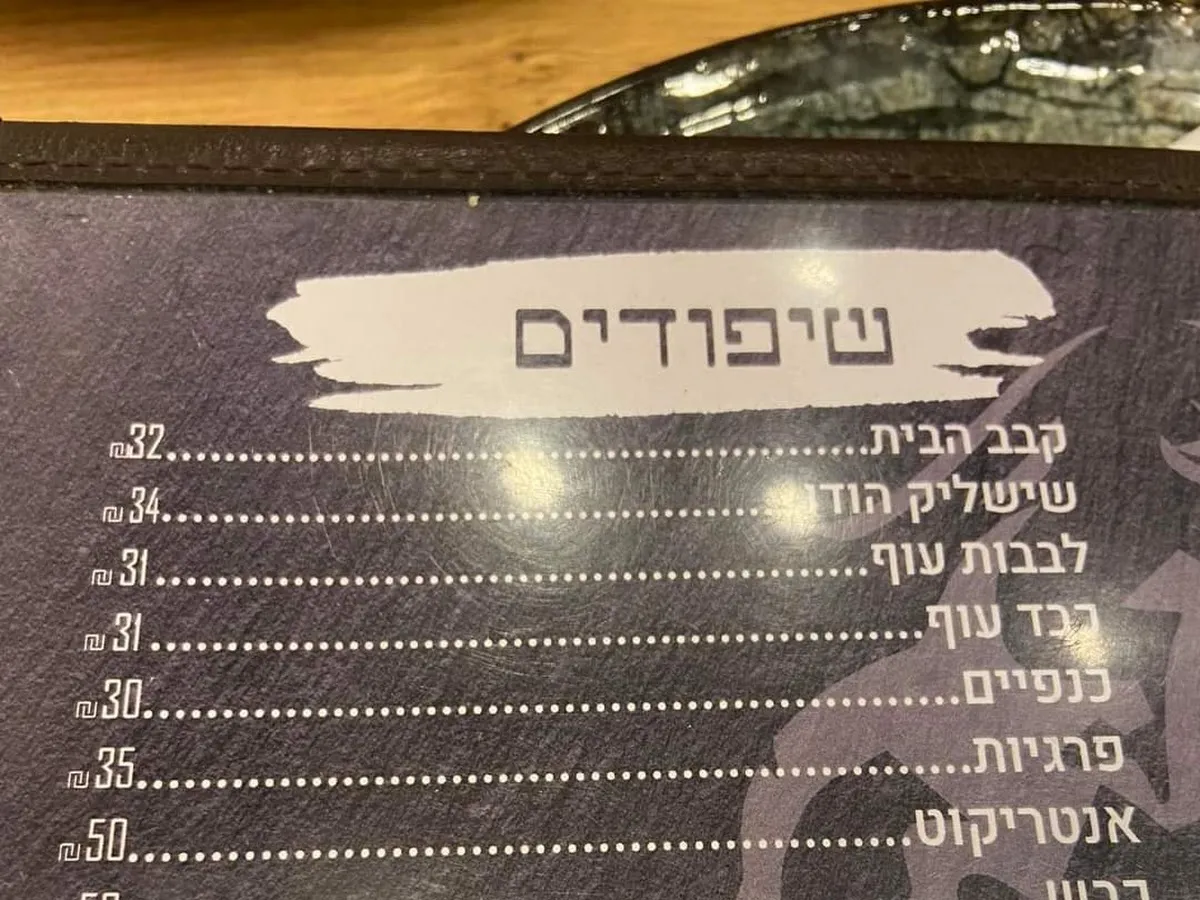 שיפודים
קבב הבית........................................32₪
שישליק הודו........................................34₪
לבבות עוף........................................31₪
כבד עוף........................................31₪
כנפיים........................................30₪
פרגיות........................................35₪
אנטריקוט........................................50₪